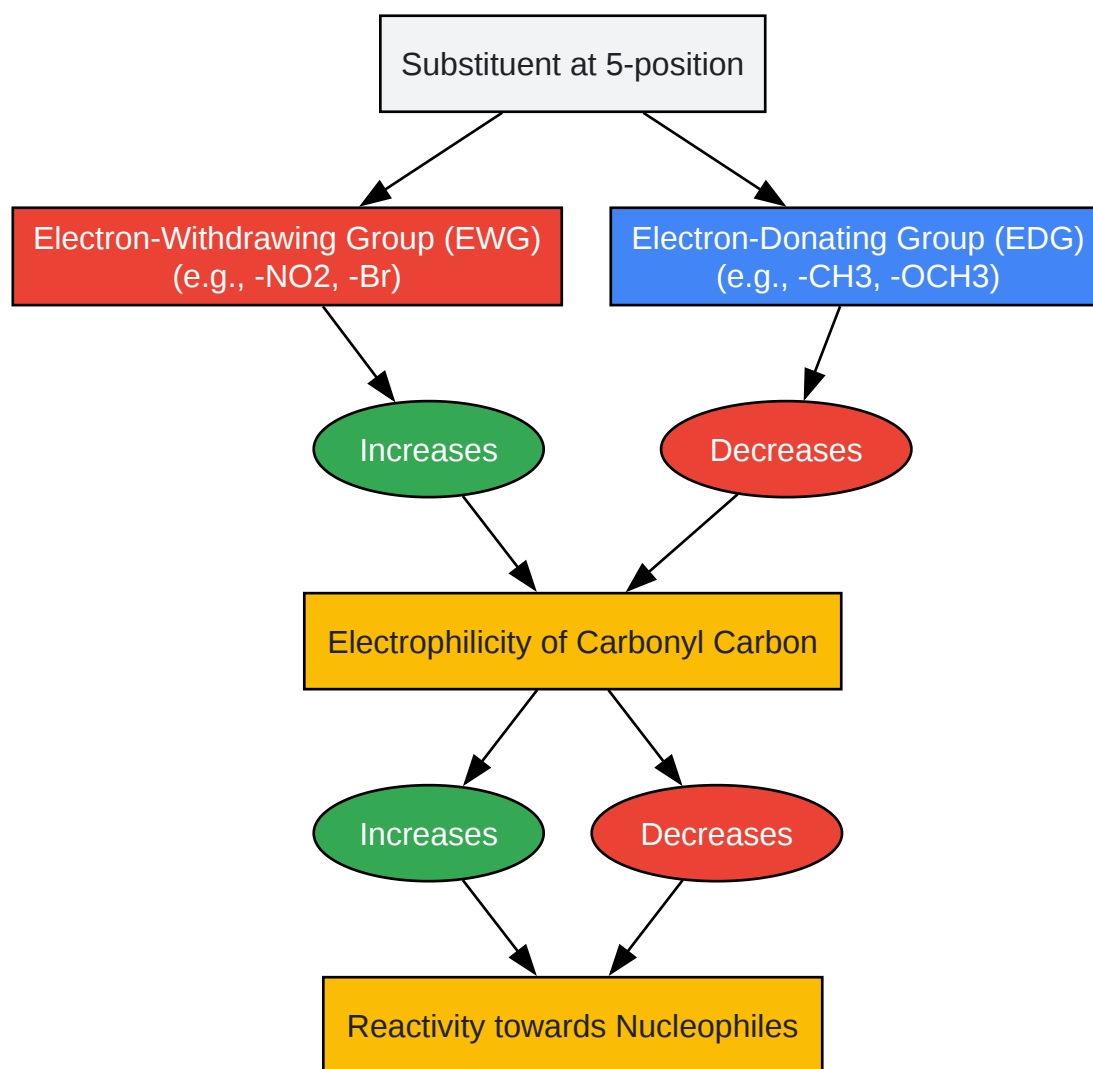 Substituent at 5-position
Electron-Withdrawing Group (EWG)
(e.g., -NO2, -Br)
Electron-Donating Group (EDG)
(e.g., -CH3, -OCH3)
Increases
Decreases
Electrophilicity of Carbonyl Carbon
Increases
Decreases
Reactivity towards Nucleophiles